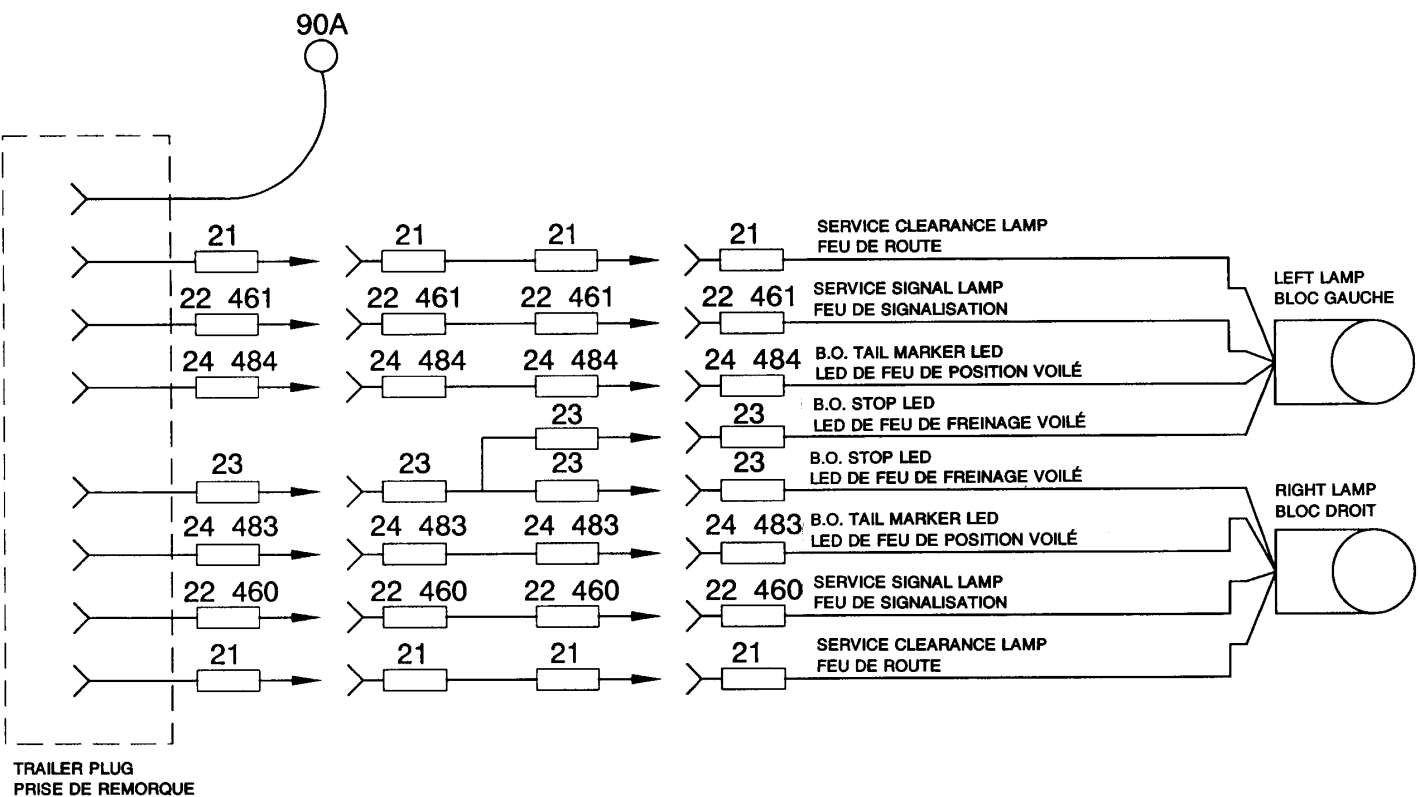 90A
21 21 21 21
SERVICE CLEARANCE LAMP
FEU DE ROUTE
22 461 22 461 22 461 22 461
SERVICE SIGNAL LAMP
FEU DE SIGNALISATION
LEFT LAMP
BLOC GAUCHE
24 484 24 484 24 484 24 484
B.O. TAIL MARKER LED
LED DE FEU DE POSITION VOILÉ
23 23
B.O. STOP LED
LED DE FEU DE FREINAGE VOILÉ
23 23 23 23
B.O. STOP LED
LED DE FEU DE FREINAGE VOILÉ
RIGHT LAMP
BLOC DROIT
24 483 24 483 24 483 24 483
B.O. TAIL MARKER LED
LED DE FEU DE POSITION VOILÉ
22 460 22 460 22 460 22 460
SERVICE SIGNAL LAMP
FEU DE SIGNALISATION
21 21 21 21
SERVICE CLEARANCE LAMP
FEU DE ROUTE
TRAILER PLUG
PRISE DE REMORQUE